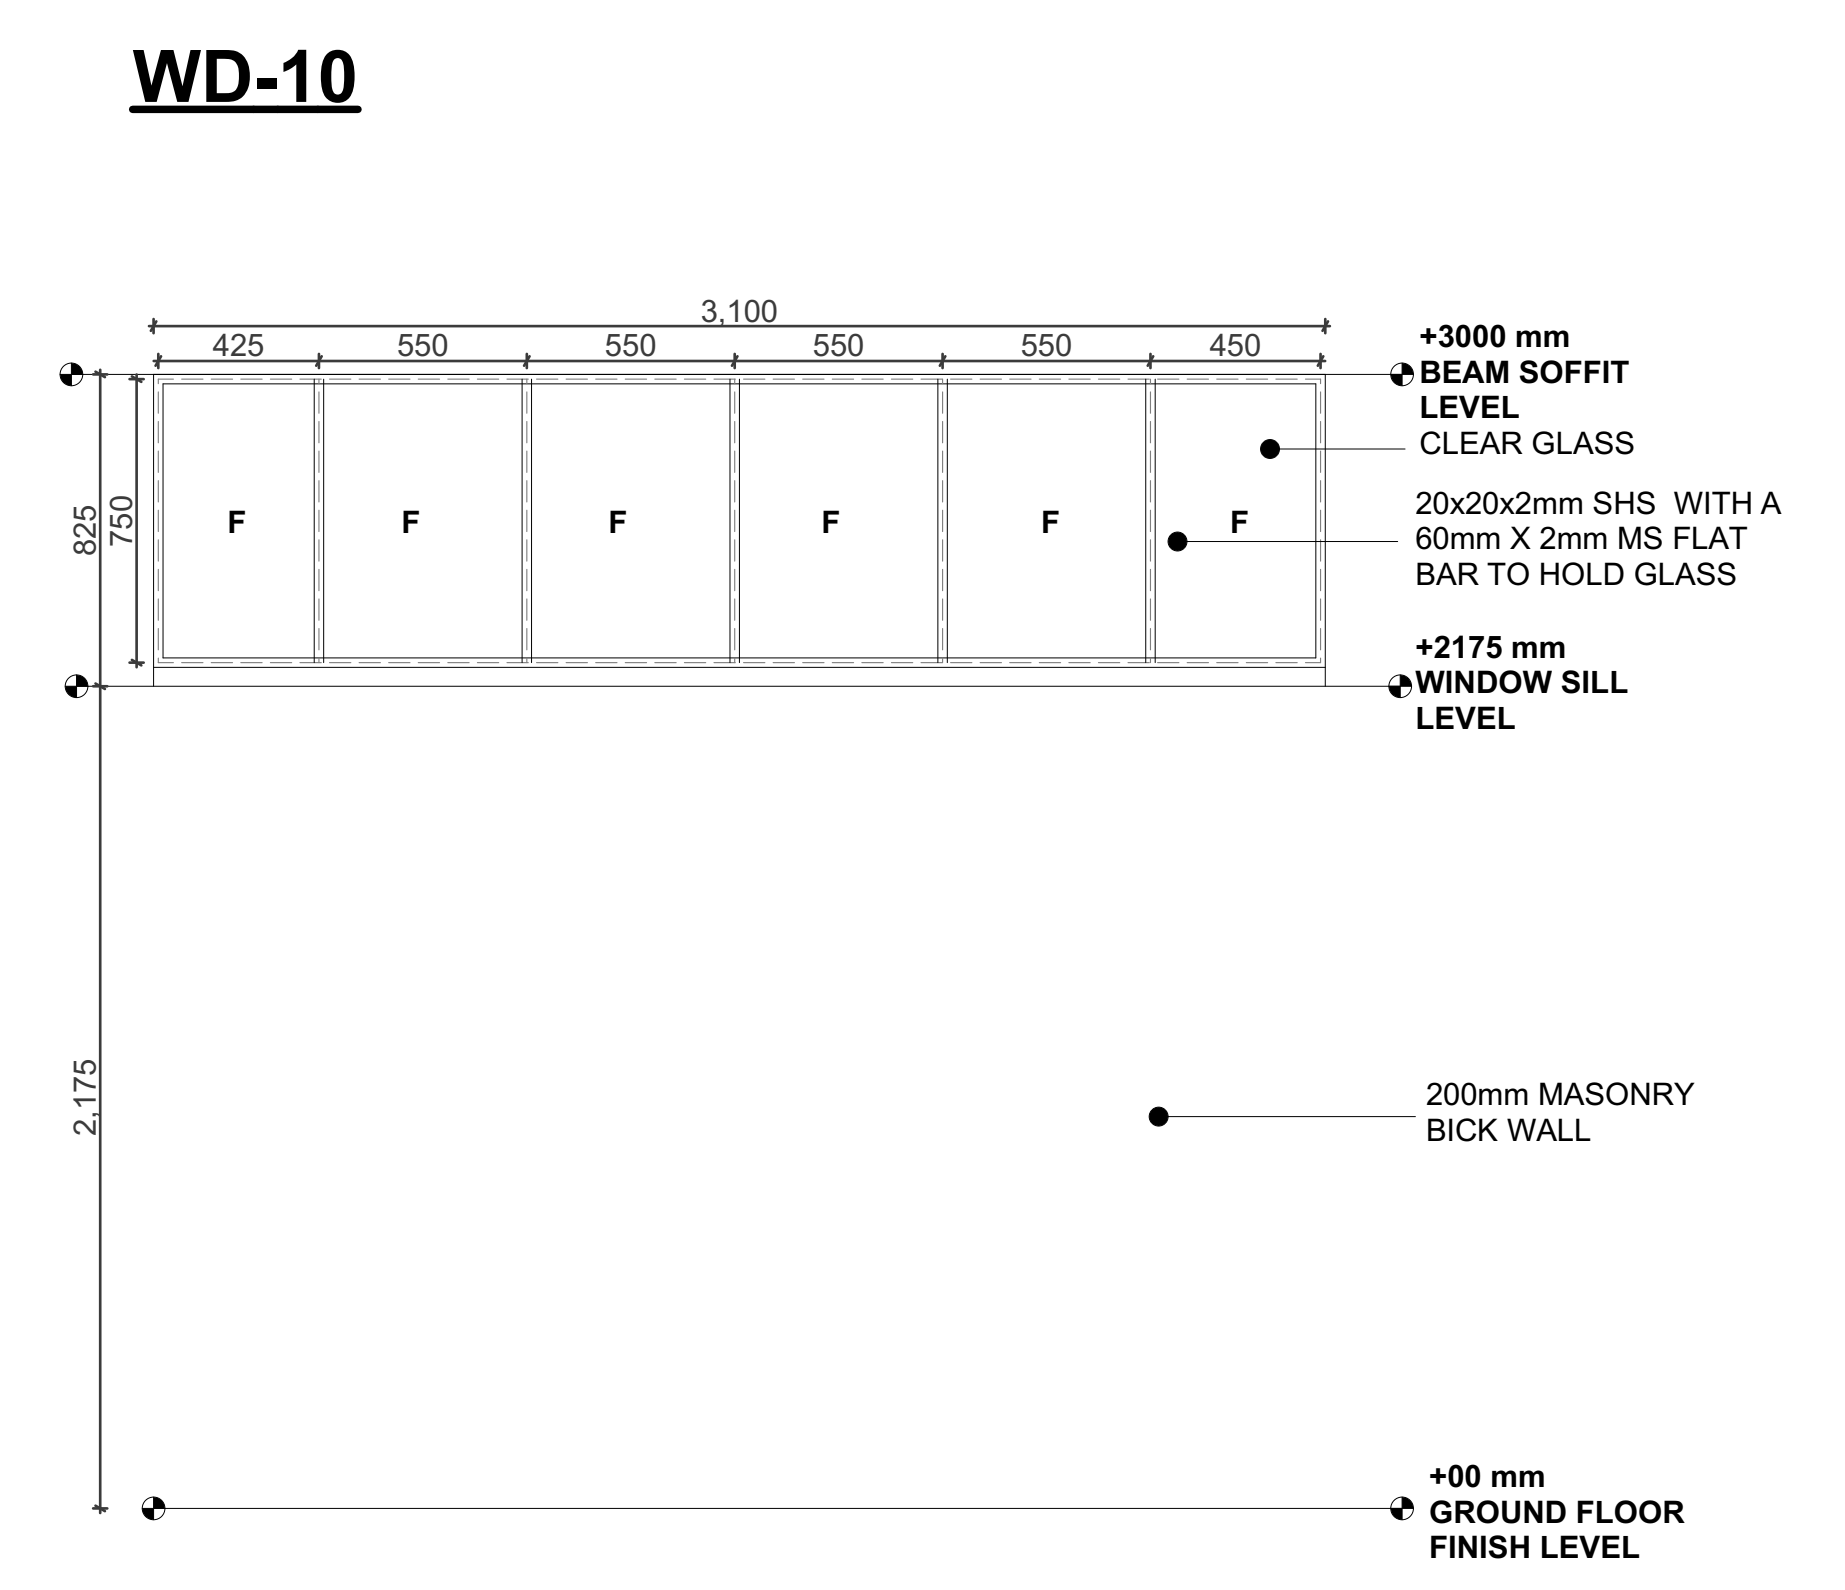 WD-10
3,100
425 550 550 550 550 450
+3000 mm
BEAM SOFFIT
LEVEL
CLEAR GLASS
825
750
F F F F F F
20x20x2mm SHS WITH A
60mm X 2mm MS FLAT
BAR TO HOLD GLASS
+2175 mm
WINDOW SILL
LEVEL
2,175
200mm MASONRY
BICK WALL
+00 mm
GROUND FLOOR
FINISH LEVEL